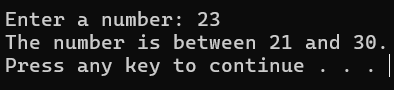 Enter a number: 23
The number is between 21 and 30.
Press any key to continue . . .